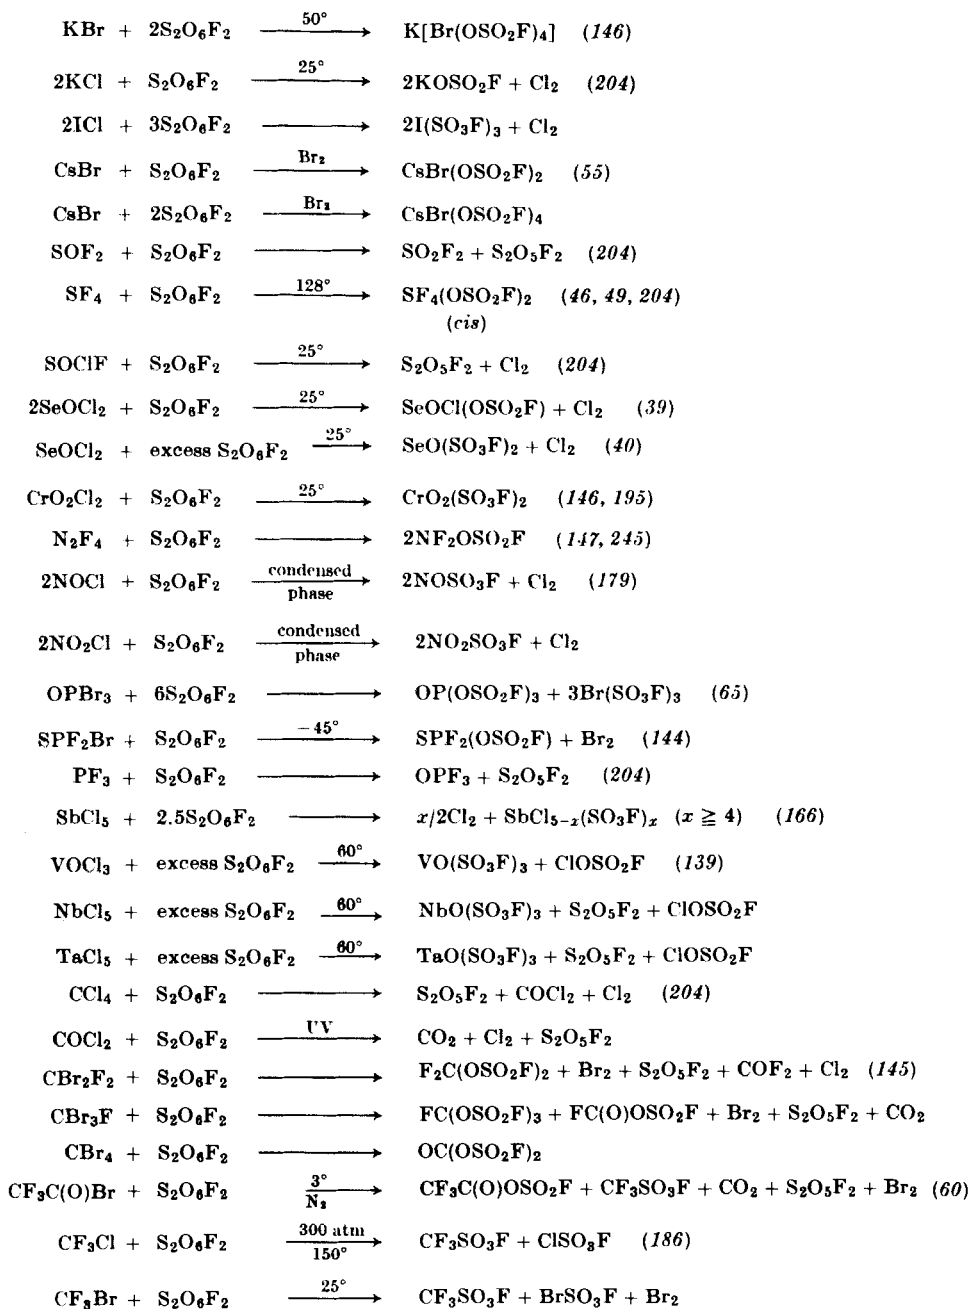 KBr + 2S₂O₆F₂ —50°→ K[Br(OSO₂F)₄] (146)
2KCl + S₂O₆F₂ —25°→ 2KOSO₂F + Cl₂ (204)
2ICl + 3S₂O₆F₂ ——→ 2I(SO₃F)₃ + Cl₂
CsBr + S₂O₆F₂ —Br₂→ CsBr(OSO₂F)₂ (55)
CsBr + 2S₂O₆F₂ —Br₂→ CsBr(OSO₂F)₄
SOF₂ + S₂O₆F₂ ——→ SO₂F₂ + S₂O₅F₂ (204)
SF₄ + S₂O₆F₂ —128°→ SF₄(OSO₂F)₂ (46, 49, 204)
(cis)
SOClF + S₂O₆F₂ —25°→ S₂O₅F₂ + Cl₂ (204)
2SeOCl₂ + S₂O₆F₂ —25°→ SeOCl(OSO₂F) + Cl₂ (39)
SeOCl₂ + excess S₂O₆F₂ —25°→ SeO(SO₃F)₂ + Cl₂ (40)
CrO₂Cl₂ + S₂O₆F₂ —25°→ CrO₂(SO₃F)₂ (146, 195)
N₂F₄ + S₂O₆F₂ ——→ 2NF₂OSO₂F (147, 245)
2NOCl + S₂O₆F₂ —condensed phase→ 2NOSO₃F + Cl₂ (179)
2NO₂Cl + S₂O₆F₂ —condensed phase→ 2NO₂SO₃F + Cl₂
OPBr₃ + 6S₂O₆F₂ ——→ OP(OSO₂F)₃ + 3Br(SO₃F)₃ (65)
SPF₂Br + S₂O₆F₂ —−45°→ SPF₂(OSO₂F) + Br₂ (144)
PF₃ + S₂O₆F₂ ——→ OPF₃ + S₂O₅F₂ (204)
SbCl₅ + 2.5S₂O₆F₂ ——→ x/2Cl₂ + SbCl₅₋ₓ(SO₃F)ₓ (x ≧ 4) (166)
VOCl₃ + excess S₂O₆F₂ —60°→ VO(SO₃F)₃ + ClOSO₂F (139)
NbCl₅ + excess S₂O₆F₂ —60°→ NbO(SO₃F)₃ + S₂O₅F₂ + ClOSO₂F
TaCl₅ + excess S₂O₆F₂ —60°→ TaO(SO₃F)₃ + S₂O₅F₂ + ClOSO₂F
CCl₄ + S₂O₆F₂ ——→ S₂O₅F₂ + COCl₂ + Cl₂ (204)
COCl₂ + S₂O₆F₂ —UV→ CO₂ + Cl₂ + S₂O₅F₂
CBr₂F₂ + S₂O₆F₂ ——→ F₂C(OSO₂F)₂ + Br₂ + S₂O₅F₂ + COF₂ + Cl₂ (145)
CBr₃F + S₂O₆F₂ ——→ FC(OSO₂F)₃ + FC(O)OSO₂F + Br₂ + S₂O₅F₂ + CO₂
CBr₄ + S₂O₆F₂ ——→ OC(OSO₂F)₂
CF₃C(O)Br + S₂O₆F₂ —3° N₂→ CF₃C(O)OSO₂F + CF₃SO₃F + CO₂ + S₂O₅F₂ + Br₂ (60)
CF₃Cl + S₂O₆F₂ —300 atm 150°→ CF₃SO₃F + ClSO₃F (186)
CF₃Br + S₂O₆F₂ —25°→ CF₃SO₃F + BrSO₃F + Br₂